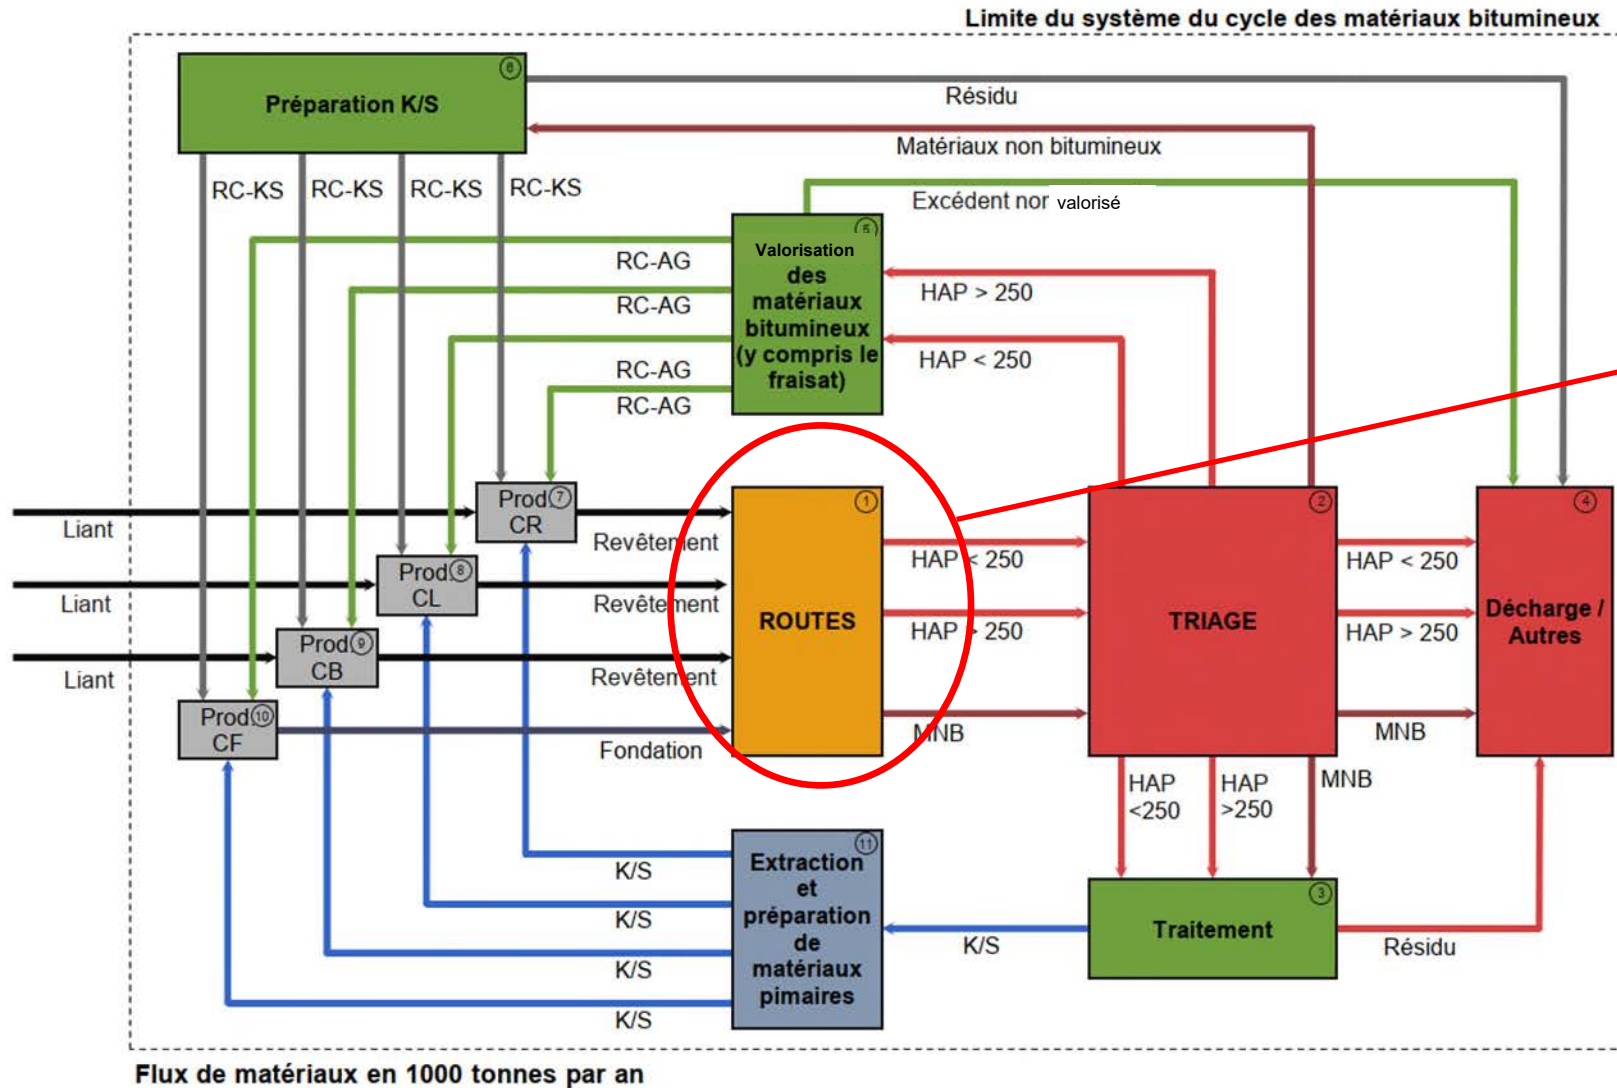 Limite du système du cycle des matériaux bitumineux
6
Préparation K/S
Résidu
Matériaux non bitumineux
RC-KS
RC-KS
RC-KS
RC-KS
Excédent nor valorisé
5
Valorisation
des
matériaux
bitumineux
(y compris le
fraisat)
RC-AG
RC-AG
RC-AG
RC-AG
HAP > 250
HAP < 250
Liant
Prod. 7
CR
Revêtement
Liant
Prod. 8
CL
Revêtement
Liant
Prod. 9
CB
Revêtement
Prod. 10
CF
Fondation
1
ROUTES
HAP < 250
HAP > 250
MNB
2
TRIAGE
HAP < 250
HAP > 250
MNB
4
Décharge /
Autres
HAP
<250
HAP
>250
MNB
11
Extraction
et
préparation
de
matériaux
pimaires
K/S
K/S
K/S
K/S
K/S
3
Traitement
Résidu
Flux de matériaux en 1000 tonnes par an